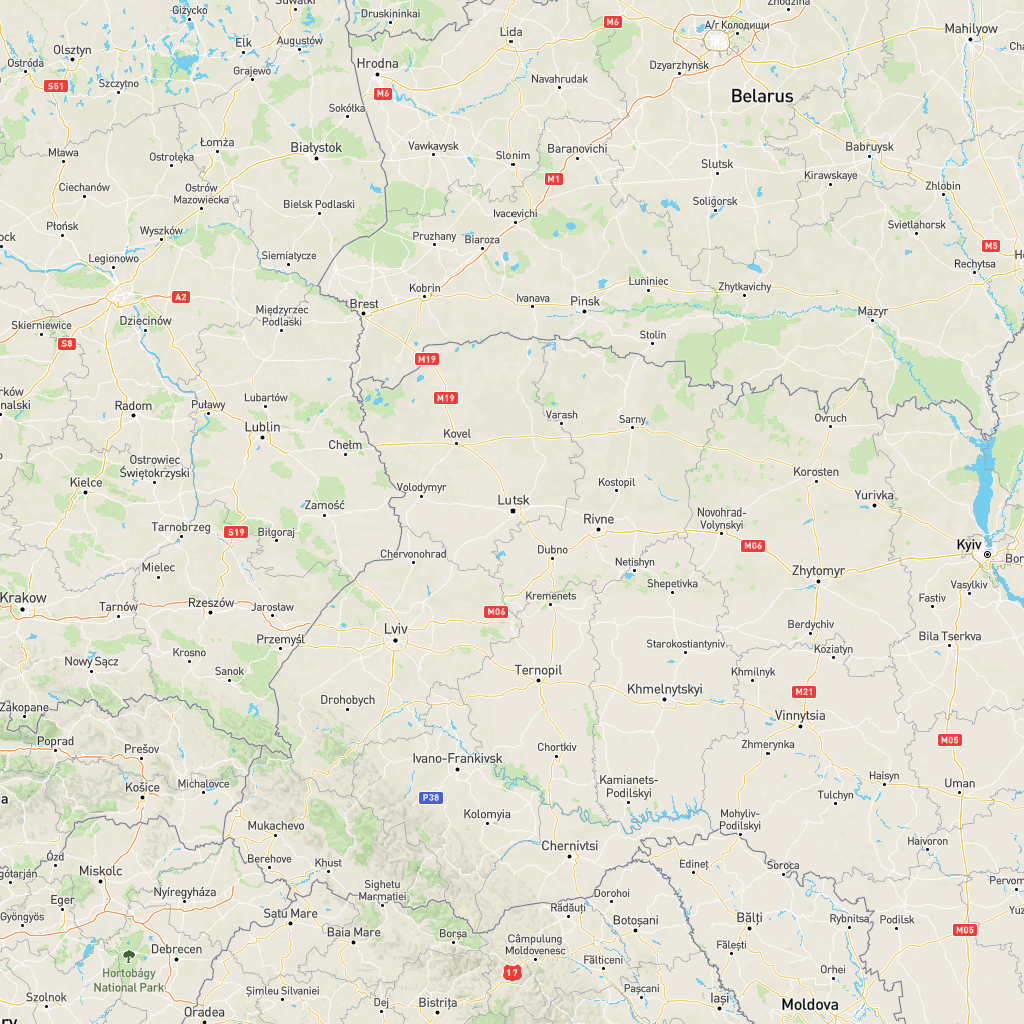 Giżycko
Suwałki
Druskininkai
Zhodzina
M6
А/г Колодищи
Mahilyow
Lida
Olsztyn
Ełk
Augustów
Hrodna
Ostróda
Dzyarzhynsk
S51
Szczytno
Grajewo
Navahrudak
M6
Belarus
Sokółka
Łomża
Białystok
Mława
Ostrołęka
Vawkavysk
Slonim
Baranovichi
Babruysk
Slutsk
M1
Kirawskaye
Ciechanów
Ostrów
Mazowiecka
Zhlobin
Bielsk Podlaski
Soligorsk
Płońsk
Wyszków
Ivacevichi
Svietlahorsk
Pruzhany
Biaroza
M5
Legionowo
Siemiatycze
Rechytsa
Kobrin
Luniniec
Zhytkavichy
A2
Brest
Ivanava
Pinsk
Dzięcinów
Międzyrzec
Podlaski
Mazyr
Skierniewice
S8
Stolin
M19
M19
Radom
Puławy
Lubartów
Varash
Sarny
Ovruch
Lublin
Kovel
Chełm
Ostrowiec
Świętokrzyski
Korosten
Kielce
Volodymyr
Kostopil
Yurivka
Zamość
Lutsk
Rivne
Novohrad-
Volynskyi
Tarnobrzeg
S19
Biłgoraj
Chervonohrad
Dubno
M06
Kyiv
Netishyn
Zhytomyr
Mielec
Shepetivka
Vasylkiv
Krakow
Tarnów
Rzeszów
Jarosław
M06
Kremenets
Fastiv
Lviv
Berdychiv
Bila Tserkva
Przemyśl
Starokostiantyniv
Koziatyn
Nowy Sącz
Krosno
Sanok
Ternopil
Khmilnyk
Drohobych
Khmelnytskyi
M21
Zakopane
Vinnytsia
Poprad
Prešov
Chortkiv
Zhmerynka
M05
Ivano-Frankivsk
Košice
Michalovce
Kamianets-
Podilskyi
Haisyn
Uman
P38
Tulchyn
Kolomyia
Mohyliv-
Podilskyi
Mukachevo
Haivoron
Chernivtsi
Ózd
Berehove
Khust
Edineț
Soroca
Miskolc
Sighetu
Marmației
Nyíregyháza
Eger
Dorohoi
Rădăuți
Gyöngyös
Satu Mare
Botoșani
Bălți
Rybnitsa
Podilsk
Baia Mare
Borșa
M05
Debrecen
Câmpulung
Moldovenesc
Fălești
Hortobágy
National Park
17
Fălticeni
Orhei
Szolnok
Șimleu Silvaniei
Dej
Bistrița
Pașcani
Iași
Moldova
Oradea